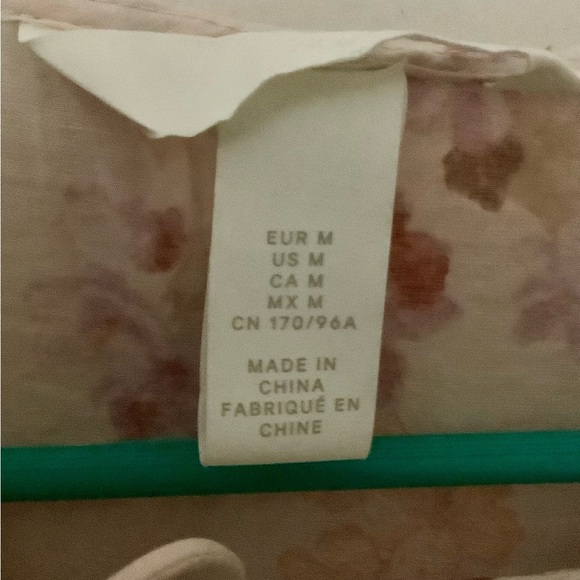 EUR M
US M
CA M
MX M
CN 170/96A
MADE IN
CHINA
FABRIQUÉ EN
CHINE